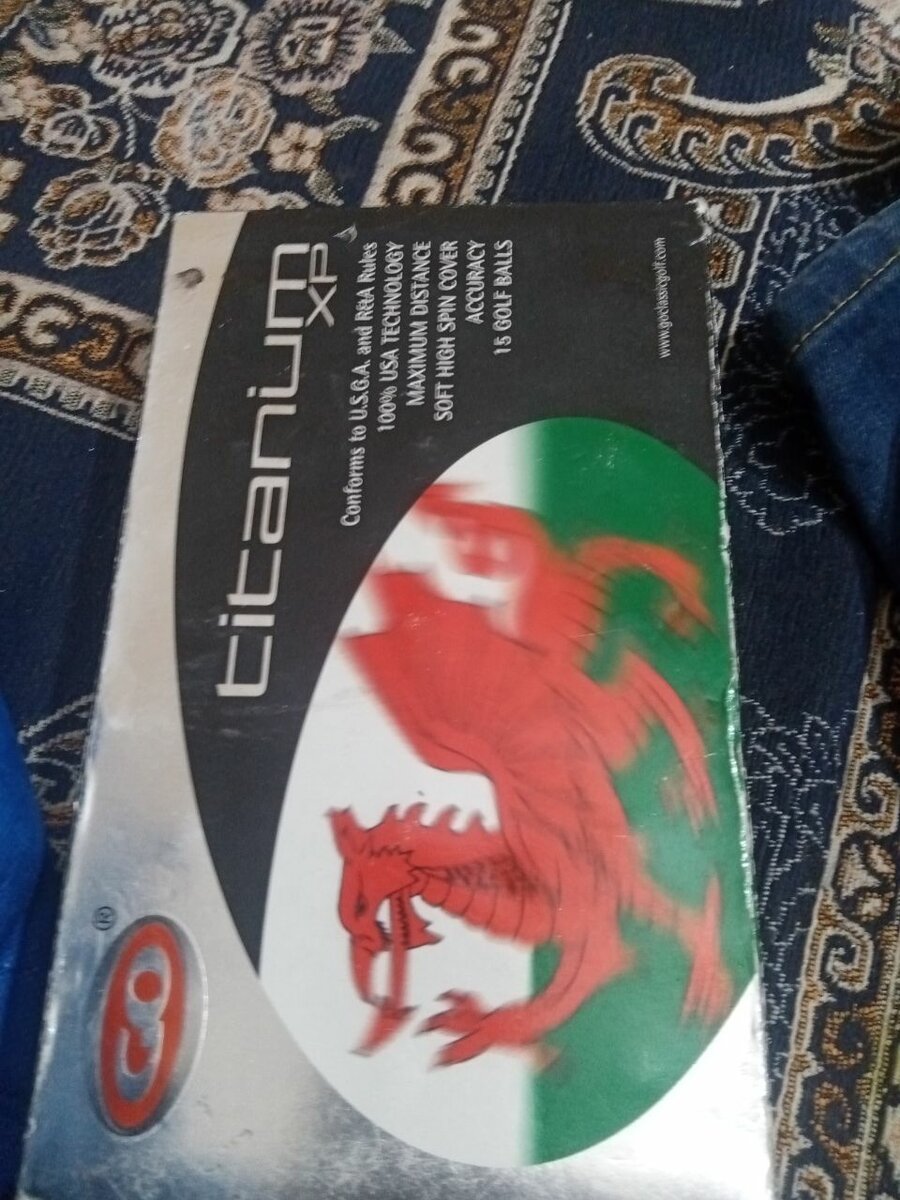 titanium
XP
Conforms to U.S.G.A. and R&A Rules
100% USA TECHNOLOGY
MAXIMUM DISTANCE
SOFT HIGH SPIN COVER
ACCURACY
15 GOLF BALLS
www.goclassicgolf.com
GO
®